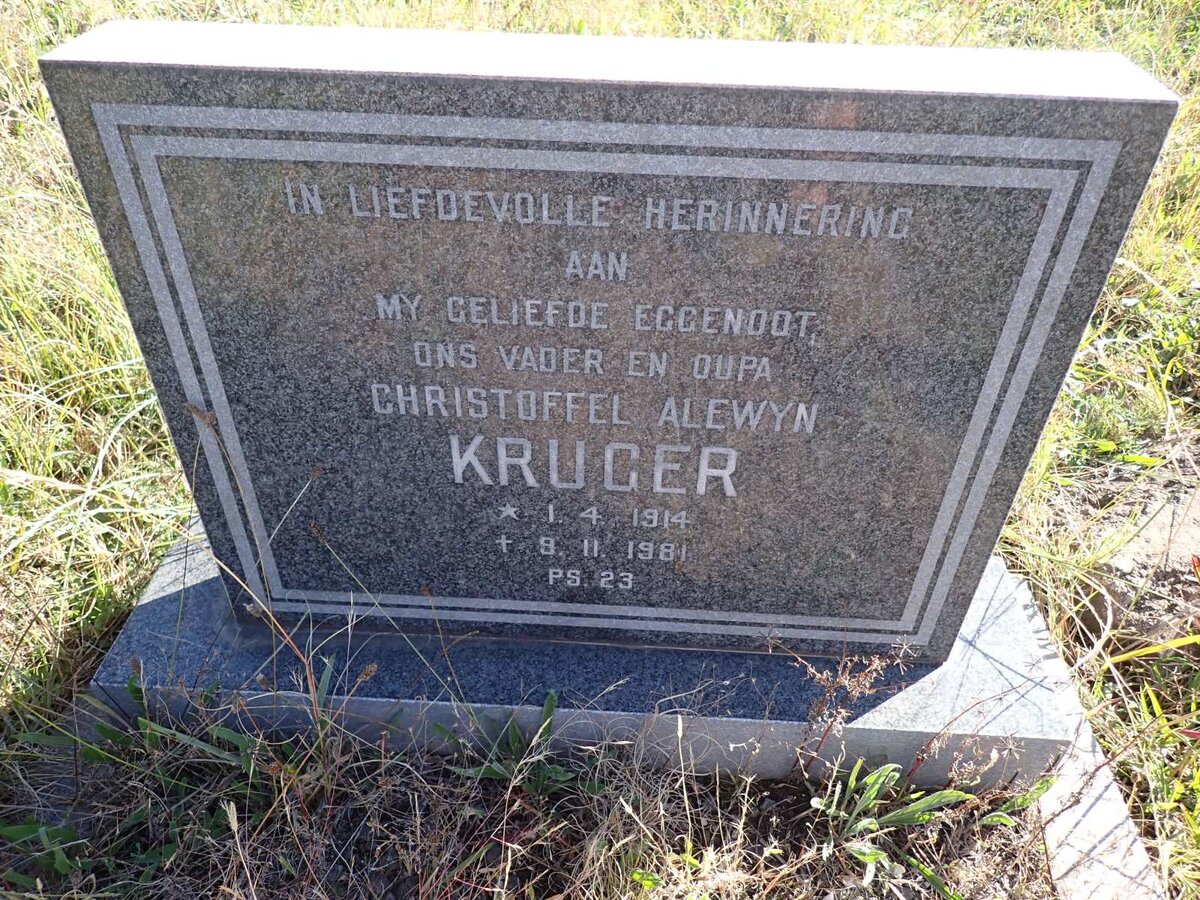 IN LIEFDEVOLLE HERINNERING
AAN
MY GELIEFDE EGGENOOT,
ONS VADER EN OUPA
CHRISTOFFEL ALEWYN
KRUGER
* 1. 4. 1914
† 9. 11. 1981
PS. 23